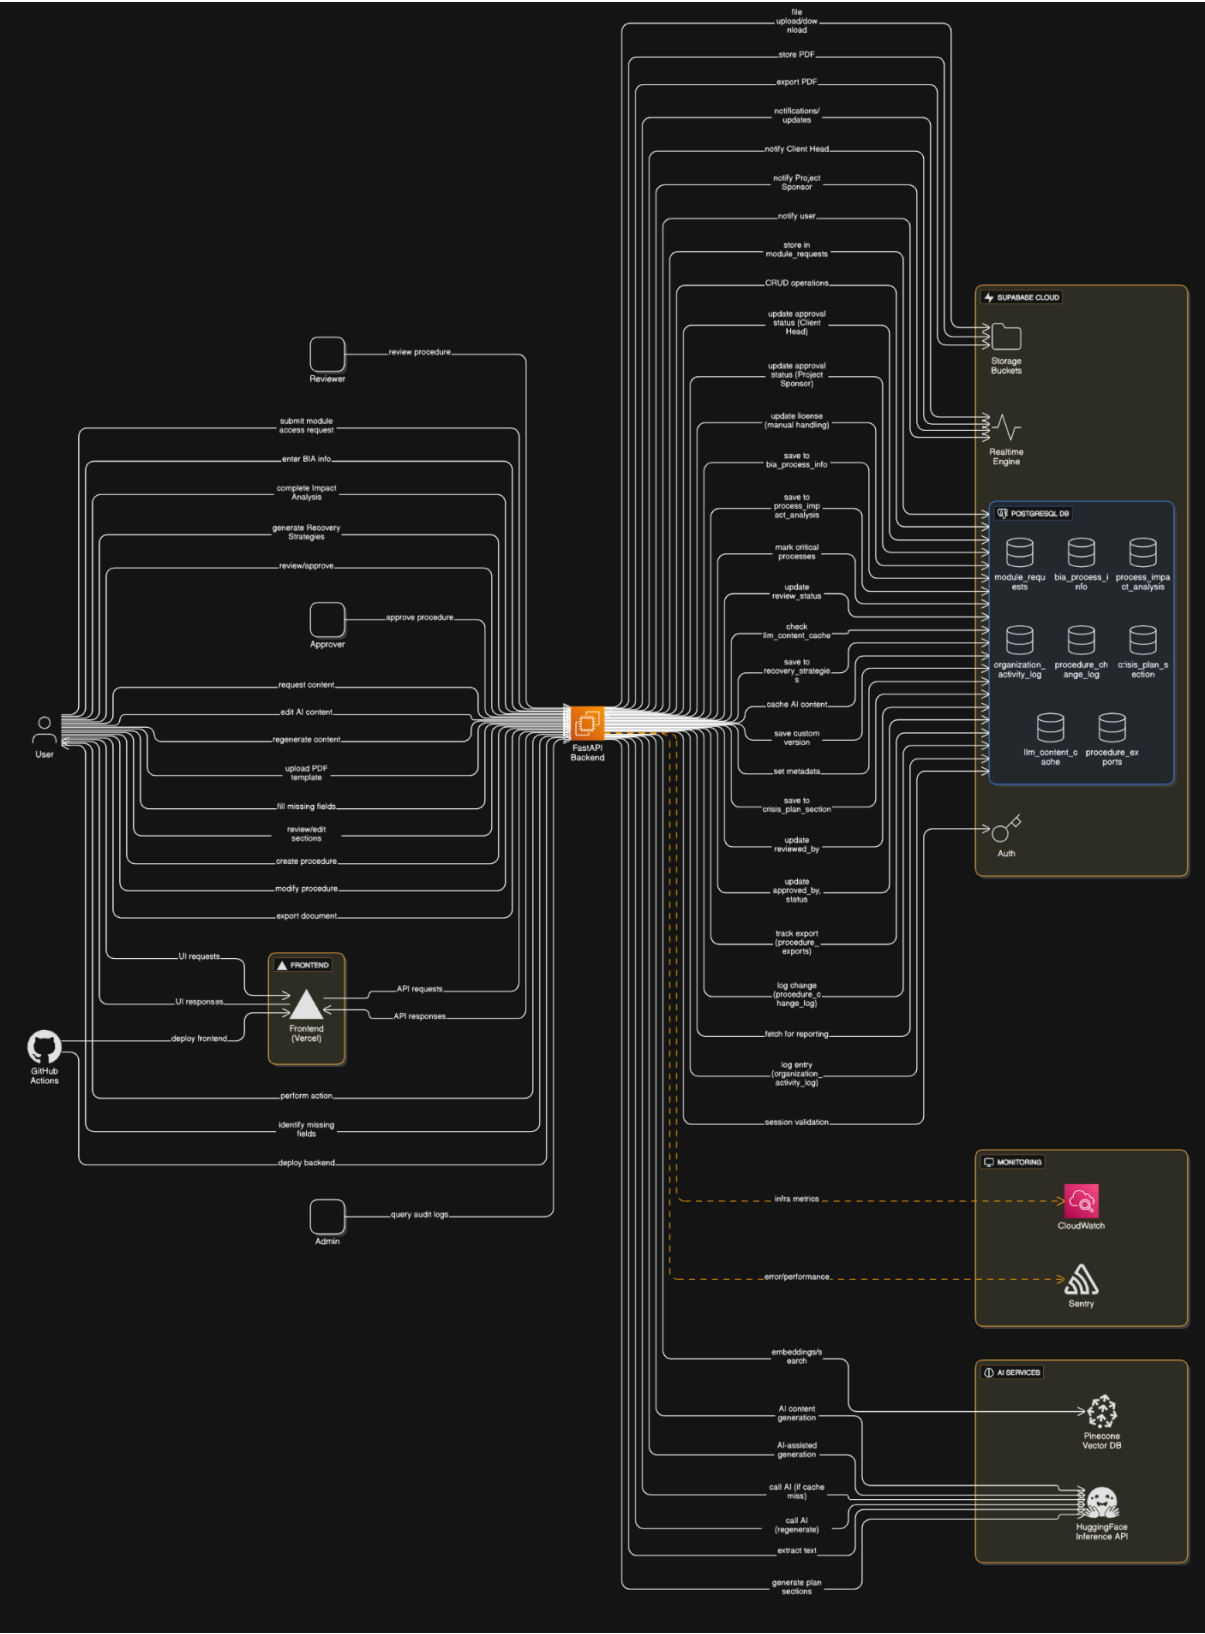 file
upload/dow
nload
store PDF
export PDF
notifications/
updates
notify Client Head
notify Project
Sponsor
notify user
store in
module_requests
CRUD operations
update approval
status (Client
Head)
update approval
status (Project
Sponsor)
update license
(manual handling)
save to
bia_process_info
save to
process_imp
act_analysis
mark critical
processes
update
review_status
check
llm_content_cache
save to
recovery_strategie
s
cache AI content
save custom
version
set metadata
save to
crisis_plan_section
update
reviewed_by
update
approved_by,
status
track export
(procedure_
exports)
log change
(procedure_c
hange_log)
fetch for reporting
log entry
(organization_
activity_log)
session validation
infra metrics
error/performance
embeddings/s
earch
AI content
generation
AI-assisted
generation
call AI (if cache
miss)
call AI
(regenerate)
extract text
generate plan
sections
Reviewer
review procedure
submit module
access request
enter BIA info
complete Impact
Analysis
generate Recovery
Strategies
review/approve
Approver
approve procedure
request content
edit AI content
regenerate content
upload PDF
template
fill missing fields
review/edit
sections
create procedure
modify procedure
export document
User
FastAPI
Backend
UI requests
UI responses
deploy frontend
FRONTEND
Frontend
(Vercel)
API requests
API responses
GitHub
Actions
perform action
identify missing
fields
deploy backend
Admin
query audit logs
SUPABASE CLOUD
Storage
Buckets
Realtime
Engine
POSTGRESQL DB
module_requ
ests
bia_process_i
nfo
process_impa
ct_analysis
organization_
activity_log
procedure_ch
ange_log
crisis_plan_s
ection
llm_content_c
ache
procedure_ex
ports
Auth
MONITORING
CloudWatch
Sentry
AI SERVICES
Pinecone
Vector DB
HuggingFace
Inference API